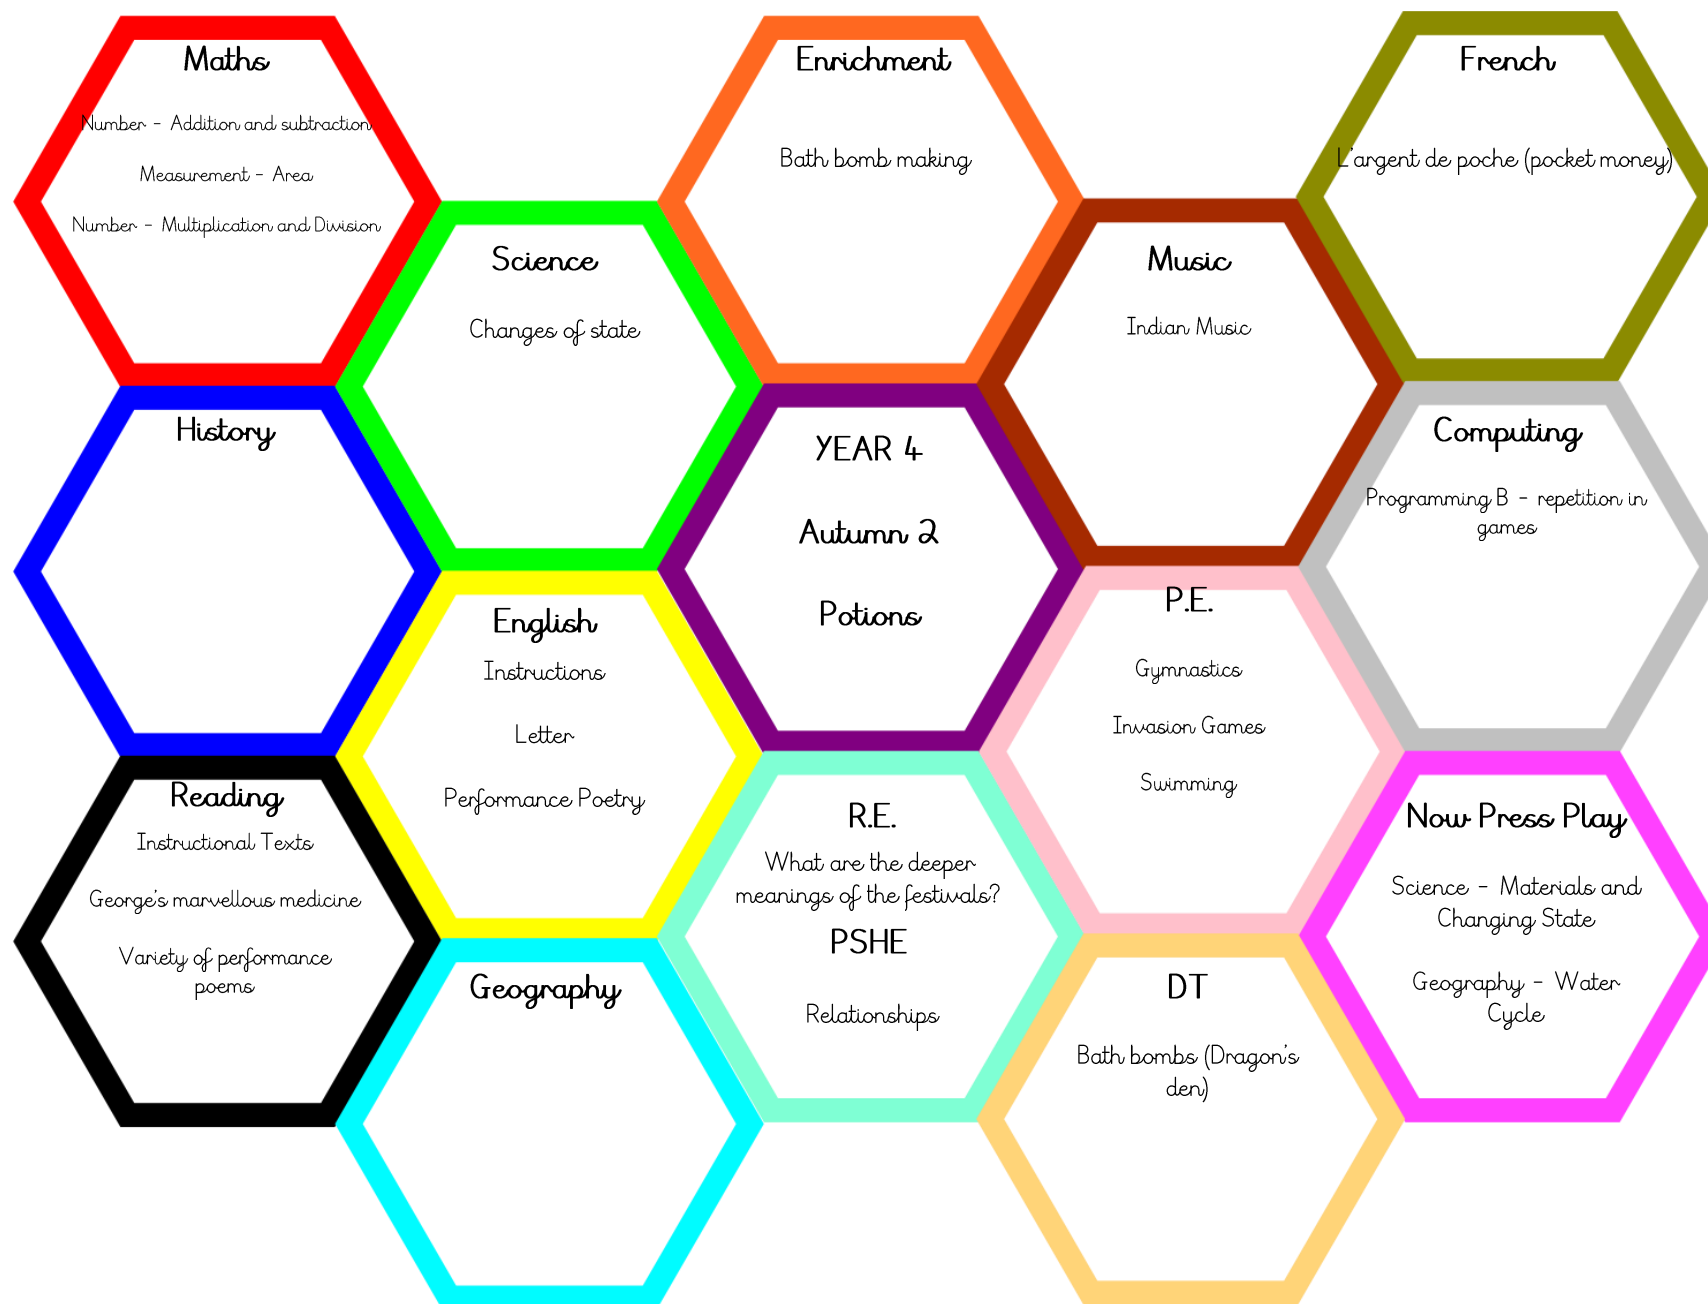 Maths
Number - Addition and subtraction
Measurement - Area
Number - Multiplication and Division
Enrichment
Bath bomb making
French
L'argent de poche (pocket money)
Science
Changes of state
Music
Indian Music
History
YEAR 4
Autumn 2
Potions
Computing
Programming B - repetition in
games
English
Instructions
Letter
Performance Poetry
P.E.
Gymnastics
Invasion Games
Swimming
Reading
Instructional Texts
George's marvellous medicine
Variety of performance
poems
R.E.
What are the deeper
meanings of the festivals?
PSHE
Relationships
Now Press Play
Science - Materials and
Changing State
Geography - Water
Cycle
Geography
DT
Bath bombs (Dragon's
den)